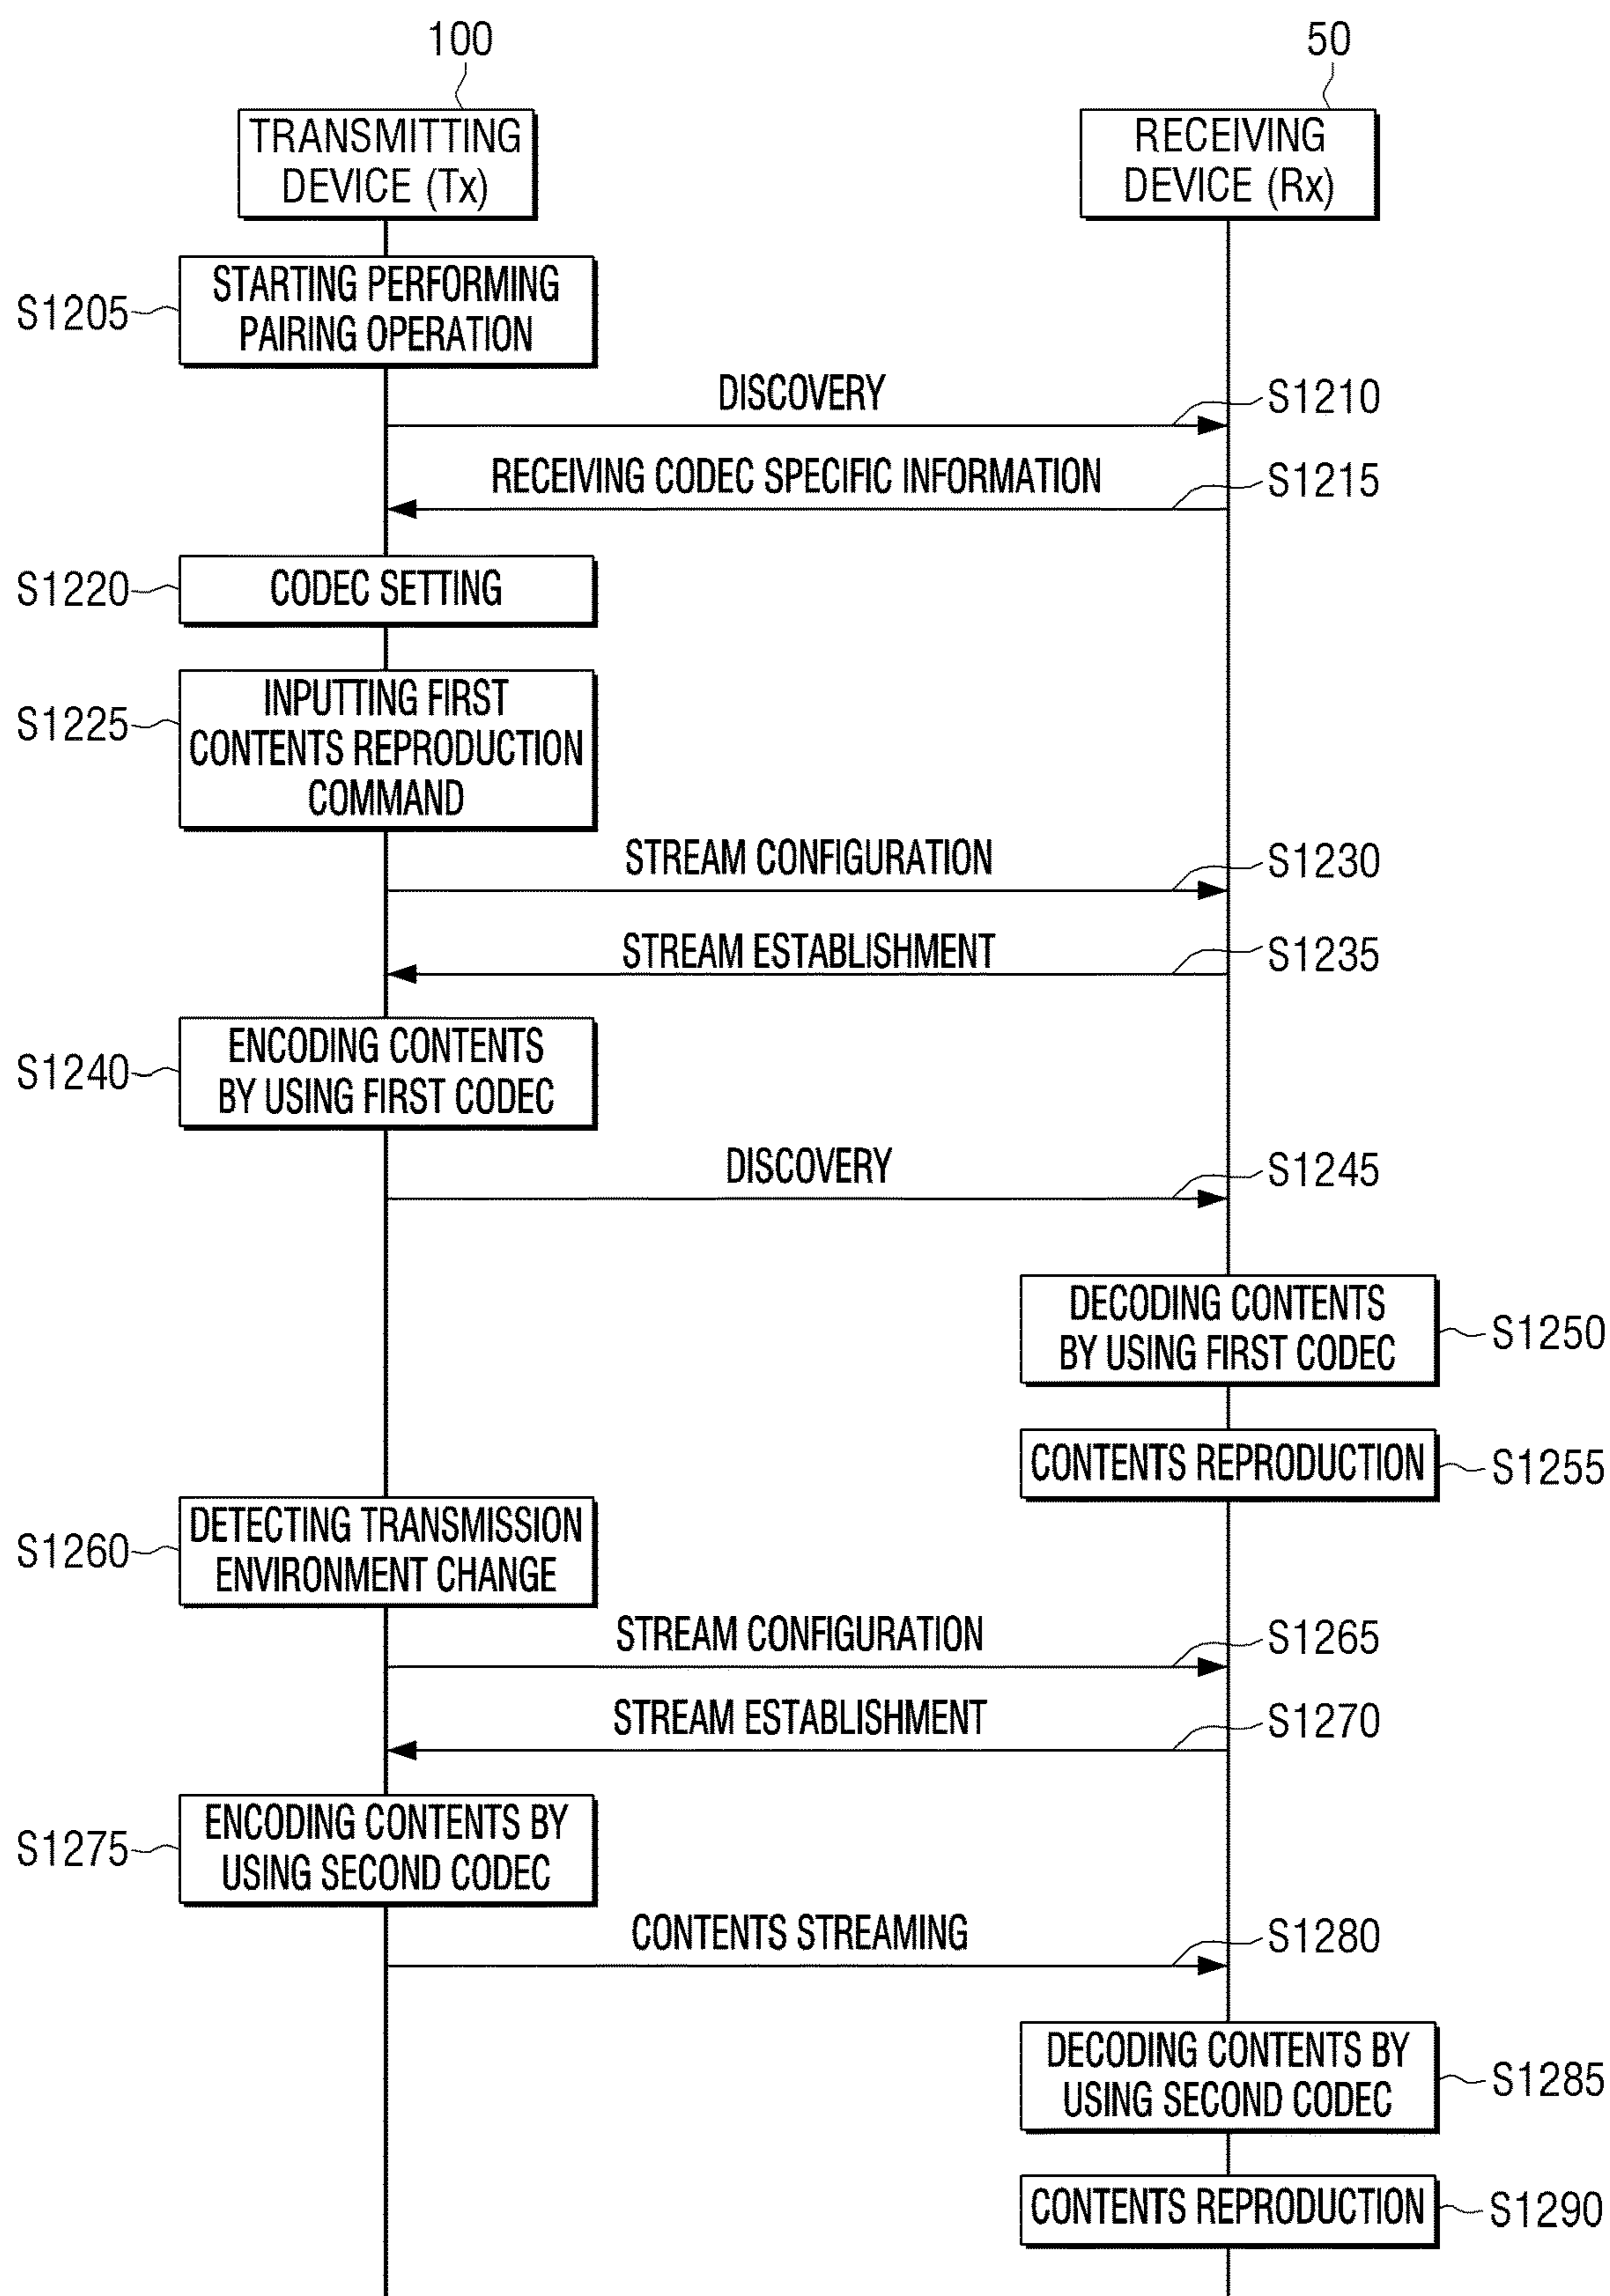 100
50
TRANSMITTING
DEVICE (Tx)
RECEIVING
DEVICE (Rx)
S1205
STARTING PERFORMING
PAIRING OPERATION
DISCOVERY
S1210
RECEIVING CODEC SPECIFIC INFORMATION
S1215
S1220
CODEC SETTING
S1225
INPUTTING FIRST
CONTENTS REPRODUCTION
COMMAND
STREAM CONFIGURATION
S1230
STREAM ESTABLISHMENT
S1235
S1240
ENCODING CONTENTS
BY USING FIRST CODEC
DISCOVERY
S1245
DECODING CONTENTS
BY USING FIRST CODEC
S1250
CONTENTS REPRODUCTION
S1255
S1260
DETECTING TRANSMISSION
ENVIRONMENT CHANGE
STREAM CONFIGURATION
S1265
STREAM ESTABLISHMENT
S1270
S1275
ENCODING CONTENTS BY
USING SECOND CODEC
CONTENTS STREAMING
S1280
DECODING CONTENTS BY
USING SECOND CODEC
S1285
CONTENTS REPRODUCTION
S1290